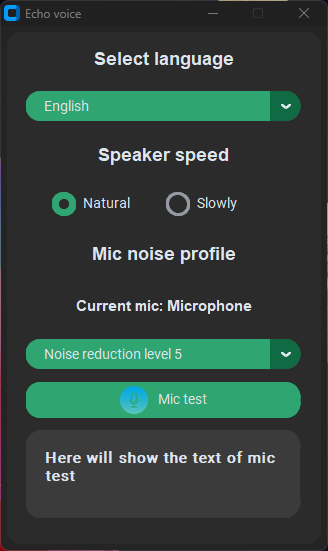 Echo voice
Select language
English
Speaker speed
Natural
Slowly
Mic noise profile
Current mic: Microphone
Noise reduction level 5
Mic test
Here will show the text of mic
test